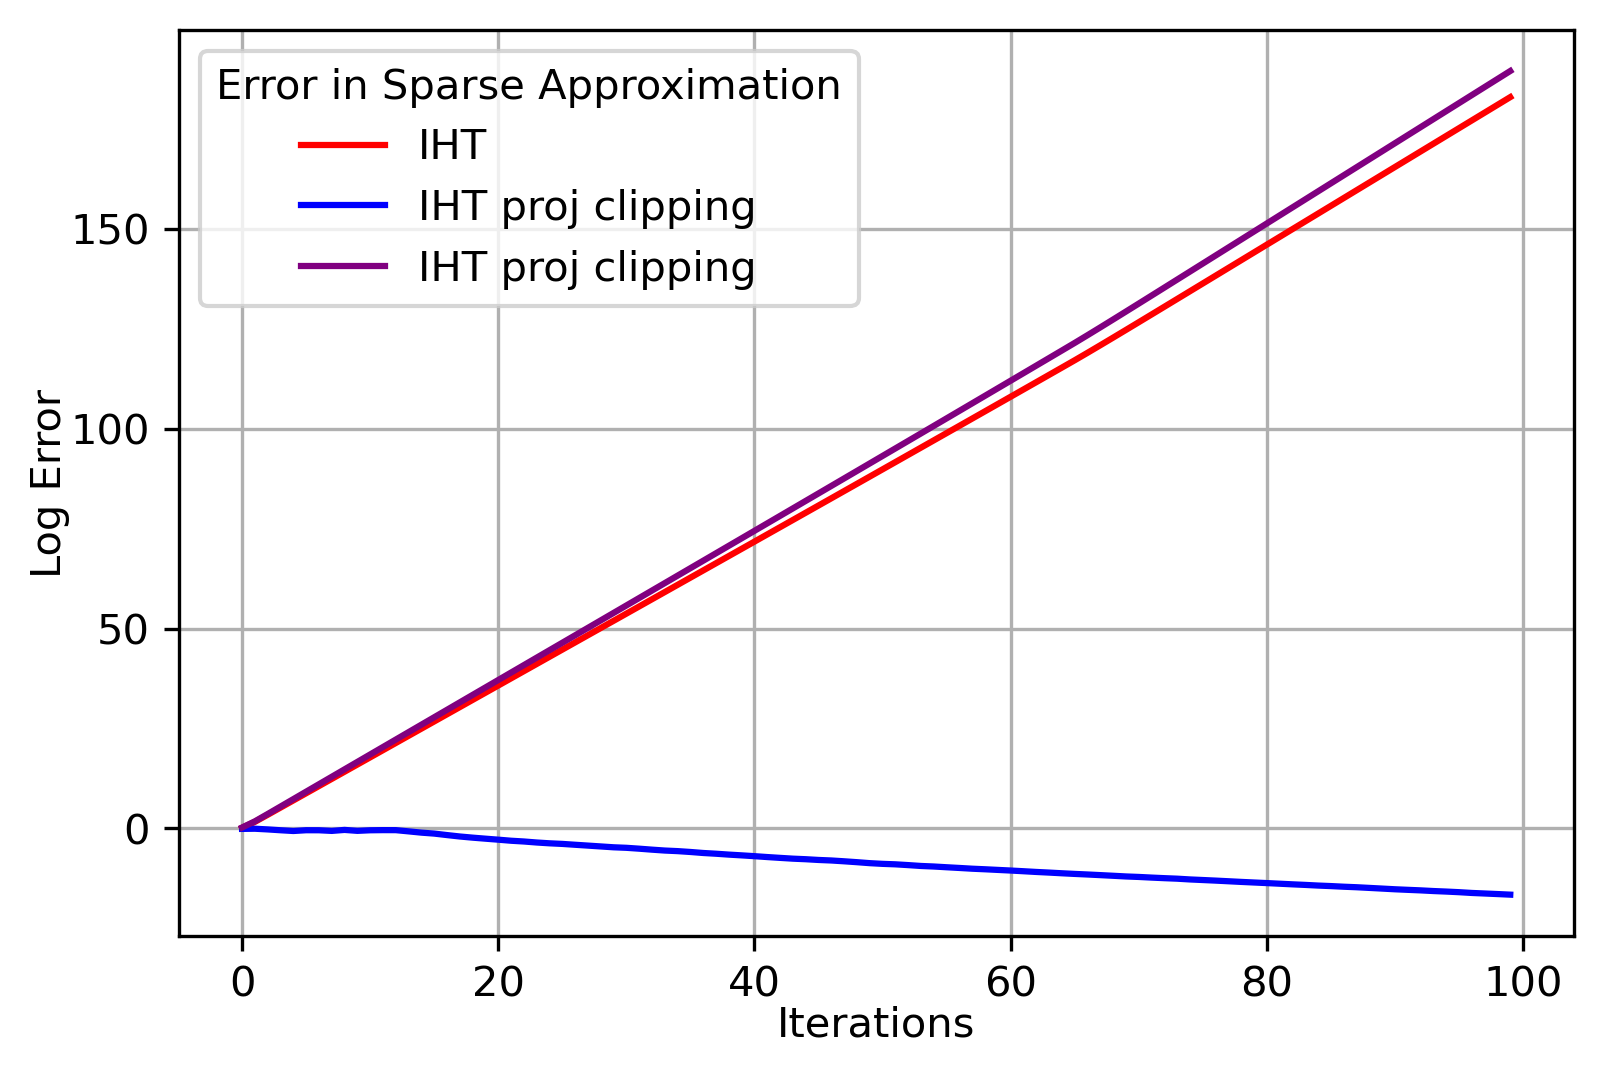 Error in Sparse Approximation
IHT
IHT proj clipping
IHT proj clipping
150
100
50
0
Log Error
0 20 40 60 80 100
Iterations